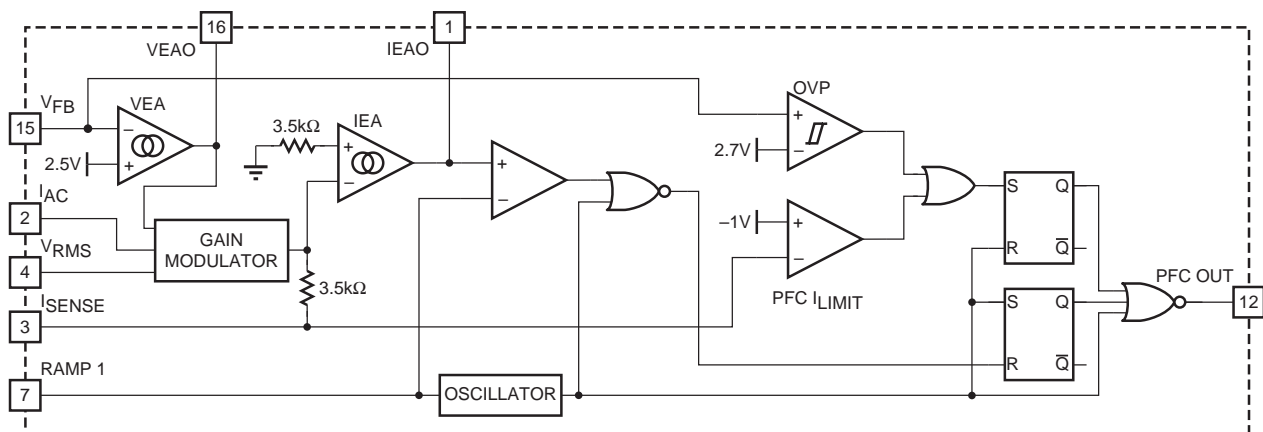 16
VEAO
1
IEAO
15
VFB
VEA
−
+
2.5V
3.5kΩ
IEA
+
−
+
−
OVP
+
−
2.7V
2
IAC
4
VRMS
GAIN
MODULATOR
3.5kΩ
−1V
+
−
PFC ILIMIT
S
Q
R
Q̅
S
Q
R
Q̅
PFC OUT
12
3
ISENSE
7
RAMP 1
OSCILLATOR